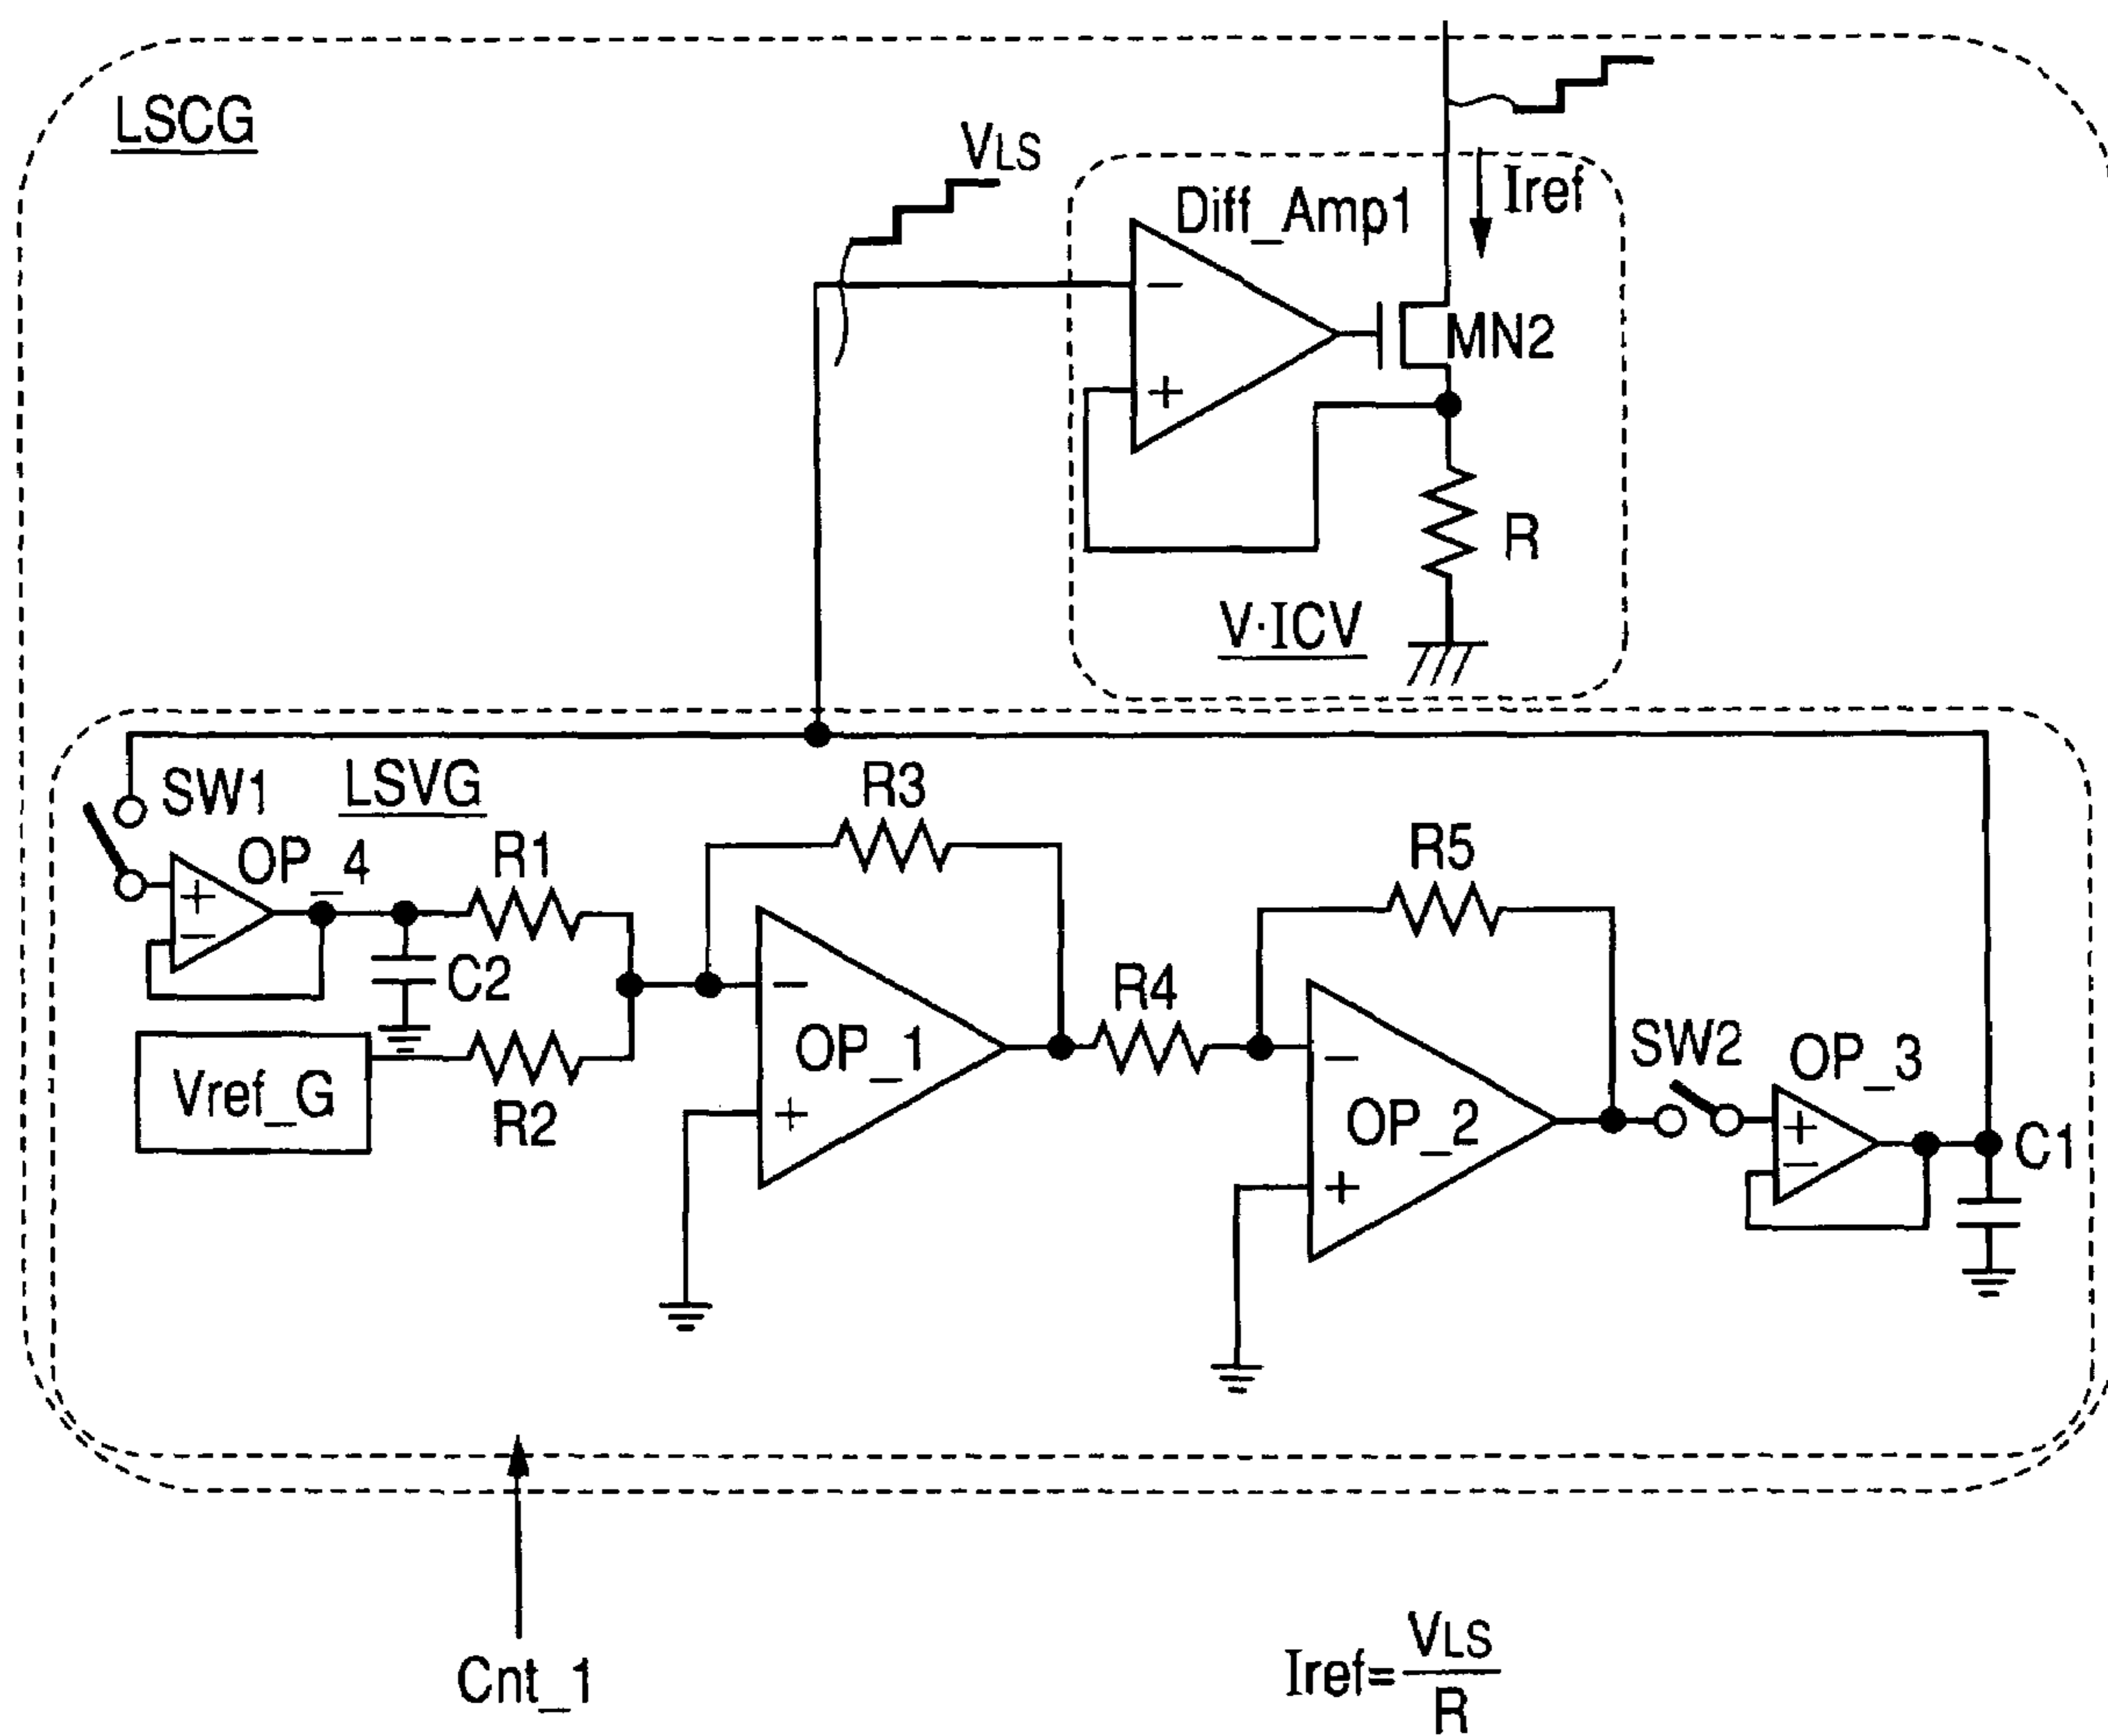 LSCG
VLS
Diff_Amp1
Iref
−
+
MN2
R
V·ICV
SW1
LSVG
R3
OP_4
R1
R5
+
−
C2
R4
−
OP_1
+
Vref_G
R2
−
OP_2
+
SW2
OP_3
+
−
C1
Cnt_1
Iref=VLS/R